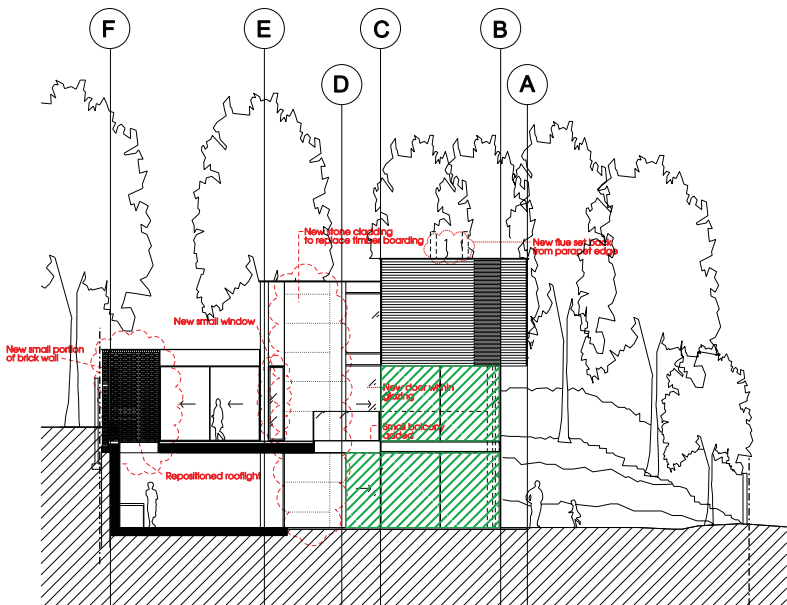 F
E
C
B
D
A
New stone cladding
to replace timber boarding
New flue set back
from parapet edge
New small window
New small portion
of brick wall
New door within
glazing
Small balcony
added
Repositioned rooflight